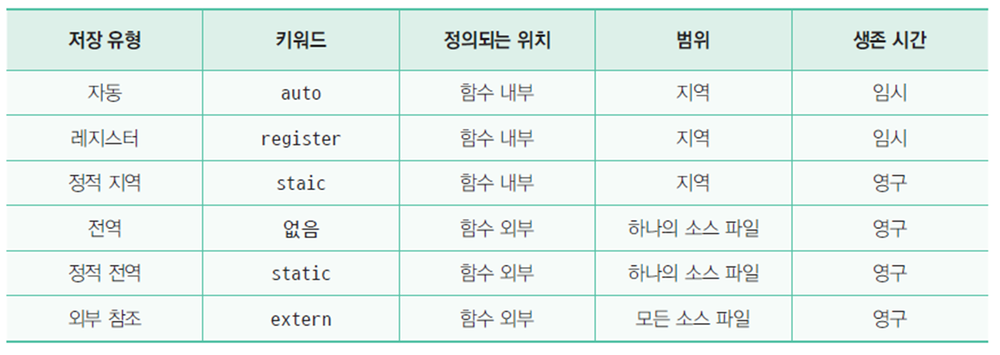 저장 유형 키워드 정의되는 위치 범위 생존 시간
자동 auto 함수 내부 지역 임시
레지스터 register 함수 내부 지역 임시
정적 지역 staic 함수 내부 지역 영구
전역 없음 함수 외부 하나의 소스 파일 영구
정적 전역 static 함수 외부 하나의 소스 파일 영구
외부 참조 extern 함수 외부 모든 소스 파일 영구